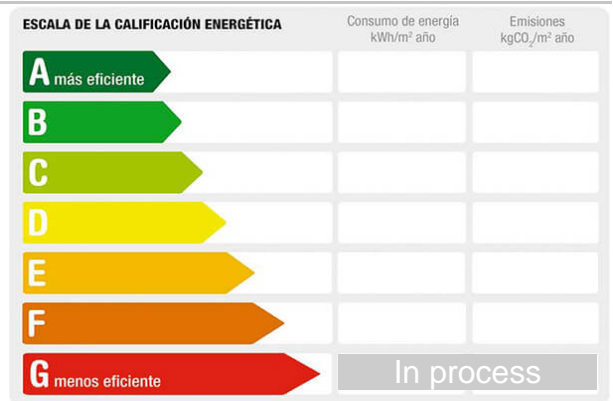 ESCALA DE LA CALIFICACIÓN ENERGÉTICA
Consumo de energía
kWh/m² año
Emisiones
kgCO₂/m² año
A más eficiente
B
C
D
E
F
G menos eficiente
In process